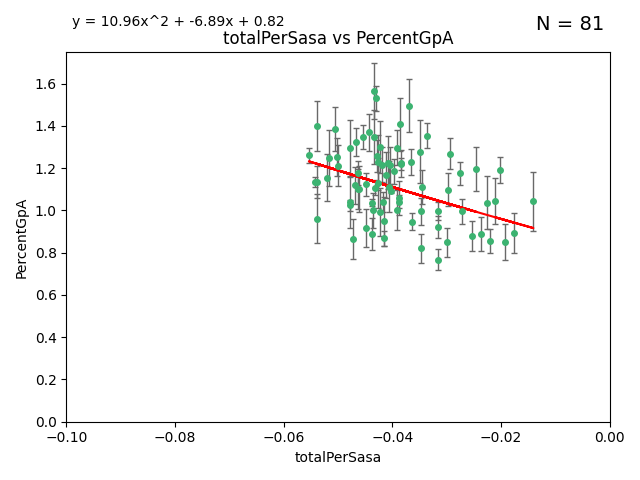 y = 10.96x^2 + -6.89x + 0.82
N = 81
totalPerSasa vs PercentGpA
PercentGpA
1.6
1.4
1.2
1.0
0.8
0.6
0.4
0.2
0.0
−0.10 −0.08 −0.06 −0.04 −0.02 0.00
totalPerSasa